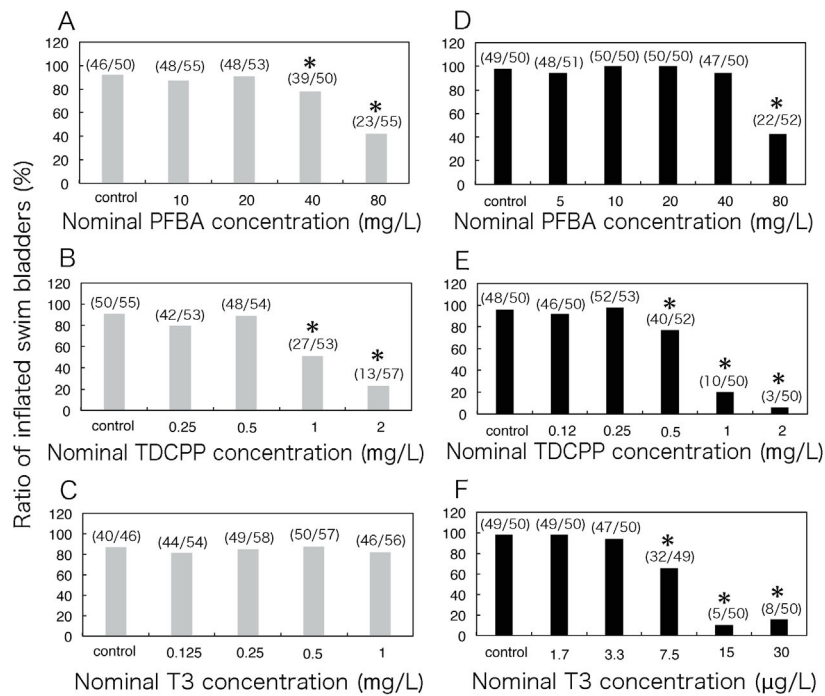 Ratio of inflated swim bladders (%)
A
120
100
80
60
40
20
0
(46/50) (48/55) (48/53) * (39/50) * (23/55)
control 10 20 40 80
Nominal PFBA concentration (mg/L)
B
120
100
80
60
40
20
0
(50/55) (42/53) (48/54) * (27/53) * (13/57)
control 0.25 0.5 1 2
Nominal TDCPP concentration (mg/L)
C
120
100
80
60
40
20
0
(40/46) (44/54) (49/58) (50/57) (46/56)
control 0.125 0.25 0.5 1
Nominal T3 concentration (mg/L)
D
120
100
80
60
40
20
0
(49/50) (48/51) (50/50) (50/50) (47/50) * (22/52)
control 5 10 20 40 80
Nominal PFBA concentration (mg/L)
E
120
100
80
60
40
20
0
(48/50) (46/50) (52/53) * (40/52) * (10/50) * (3/50)
control 0.12 0.25 0.5 1 2
Nominal TDCPP concentration (mg/L)
F
120
100
80
60
40
20
0
(49/50) (49/50) (47/50) * (32/49) * (5/50) * (8/50)
control 1.7 3.3 7.5 15 30
Nominal T3 concentration (μg/L)